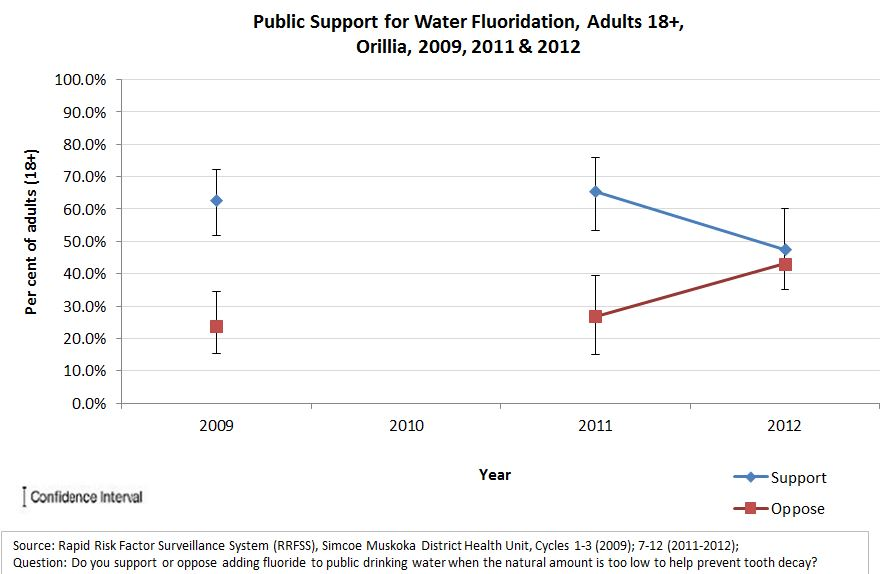 Public Support for Water Fluoridation, Adults 18+,
Orillia, 2009, 2011 & 2012
Per cent of adults (18+)
100.0%
90.0%
80.0%
70.0%
60.0%
50.0%
40.0%
30.0%
20.0%
10.0%
0.0%
2009 2010 2011 2012
Year
Support
Oppose
Confidence Interval
Source: Rapid Risk Factor Surveillance System (RRFSS), Simcoe Muskoka District Health Unit, Cycles 1-3 (2009); 7-12 (2011-2012);
Question: Do you support or oppose adding fluoride to public drinking water when the natural amount is too low to help prevent tooth decay?